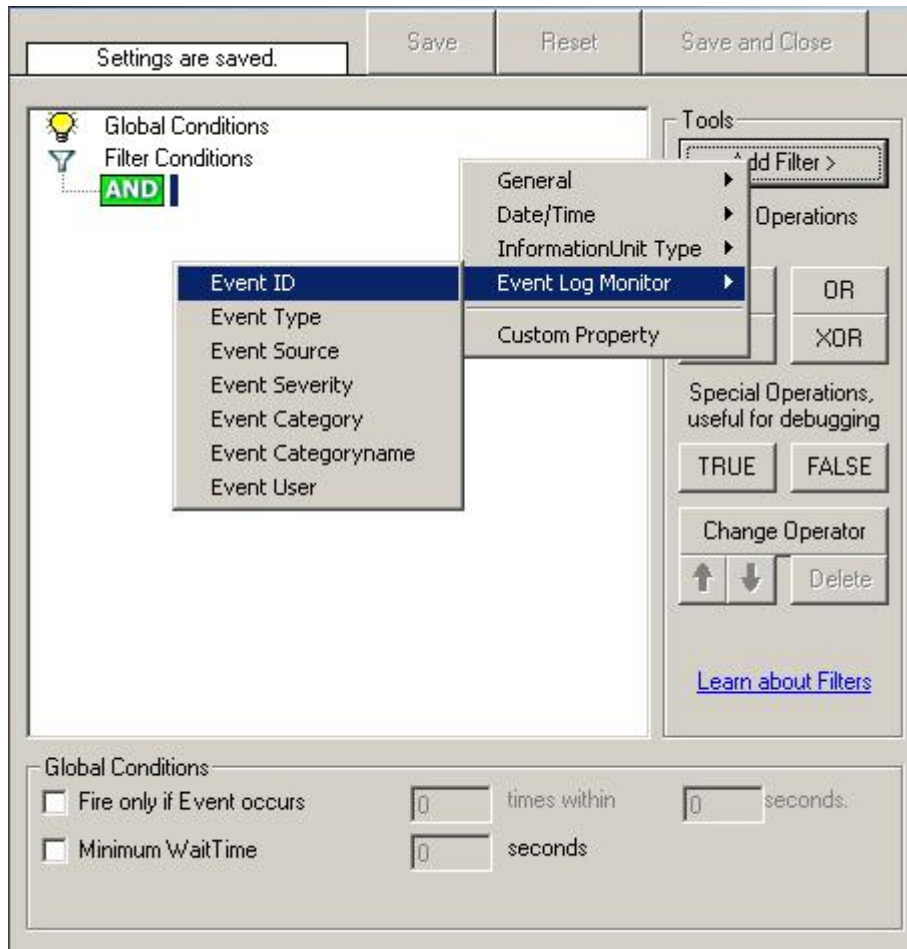 Settings are saved.
Save
Reset
Save and Close
Global Conditions
Filter Conditions
AND
General
Date/Time
InformationUnit Type
Event Log Monitor
Custom Property
Event ID
Event Type
Event Source
Event Severity
Event Category
Event Categoryname
Event User
Tools
dd Filter >
Operations
OR
XOR
Special Operations,
useful for debugging
TRUE
FALSE
Change Operator
Delete
Learn about Filters
Global Conditions
Fire only if Event occurs
0
times within
0
seconds.
Minimum WaitTime
0
seconds